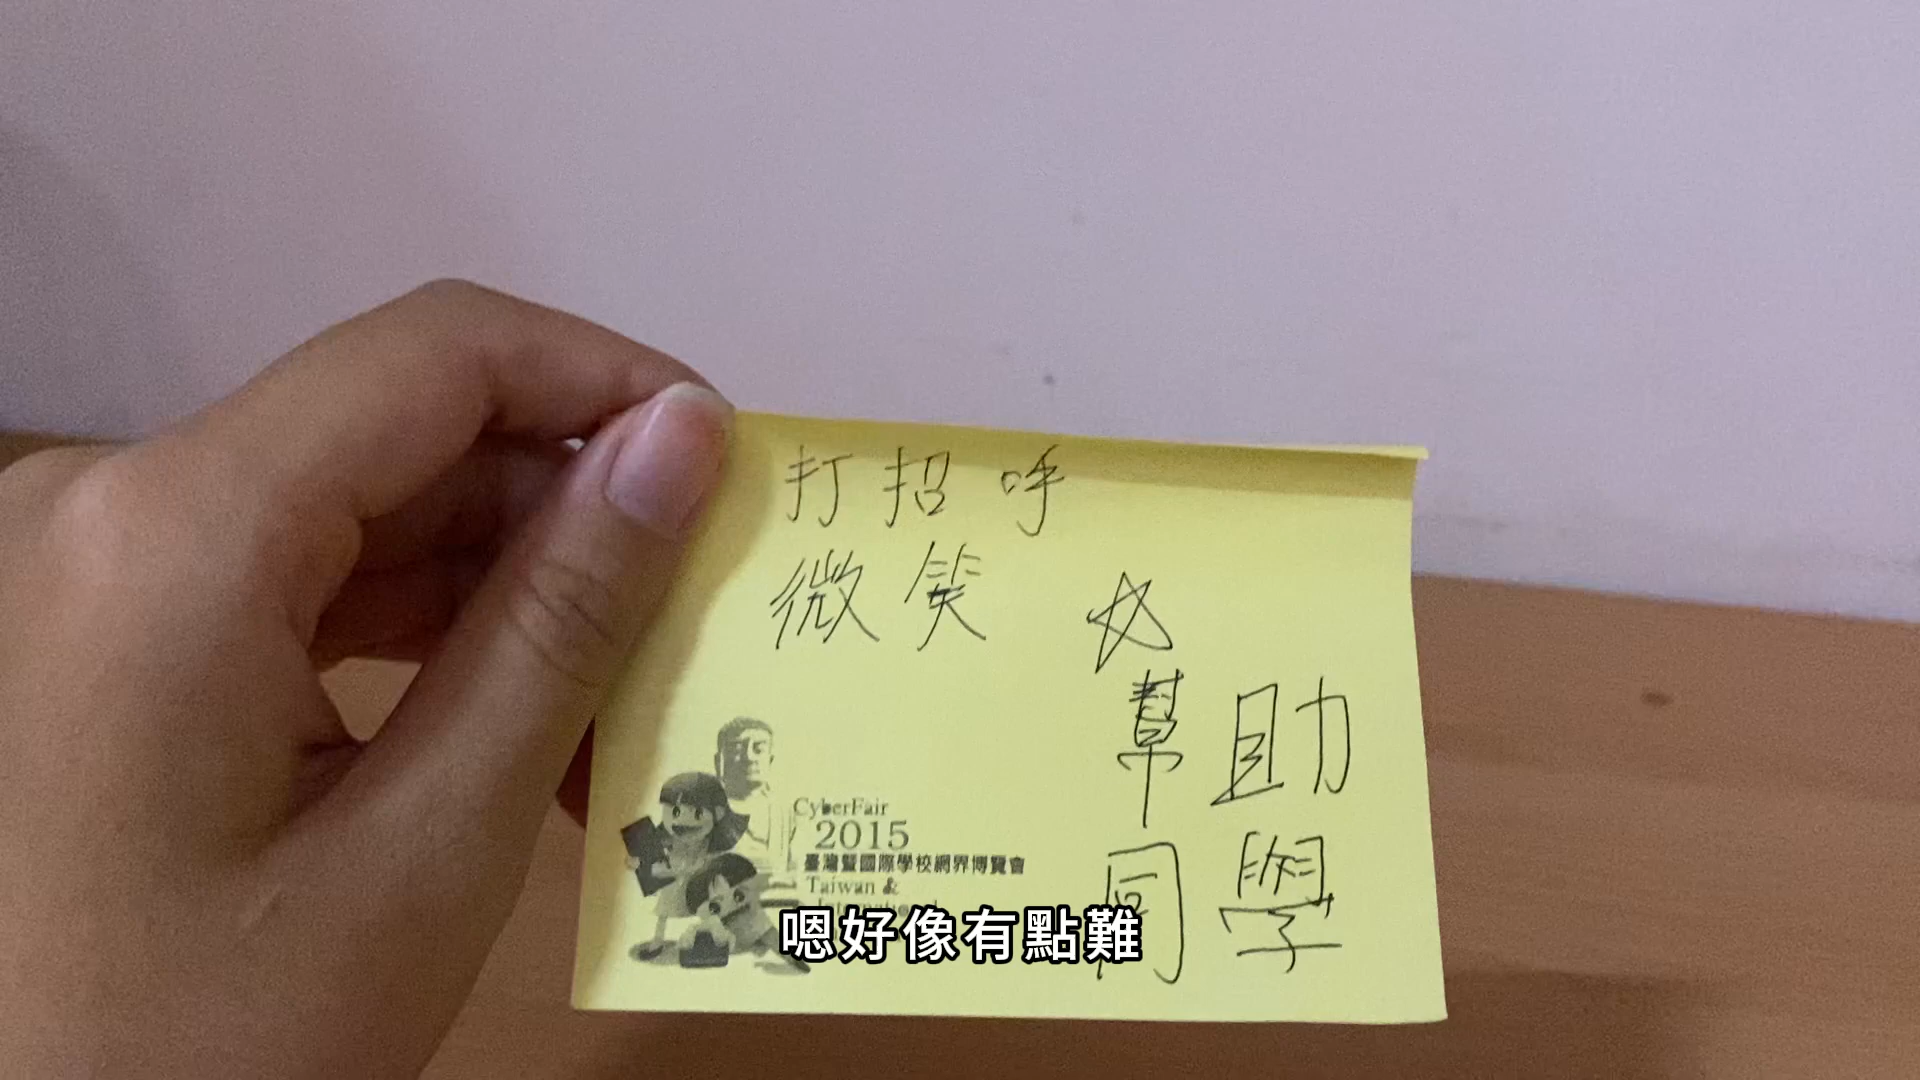 打招呼
微笑
幫助
同學
CyberFair
2015
臺灣暨國際學校網界博覽會
Taiwan &
International
嗯好像有點難